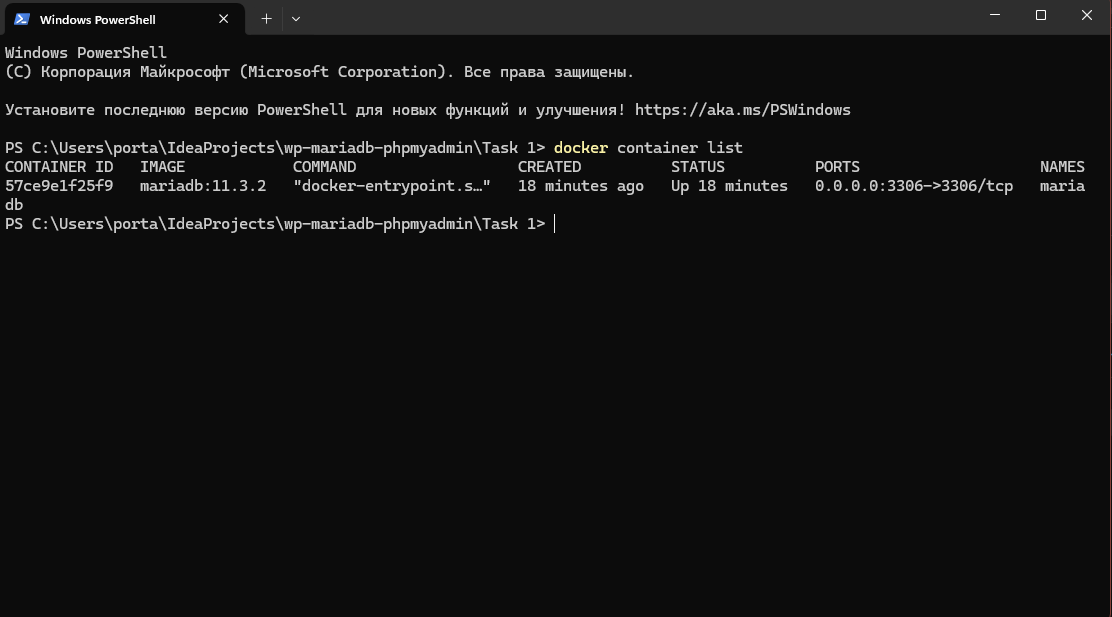 Windows PowerShell
Windows PowerShell
(C) Корпорация Майкрософт (Microsoft Corporation). Все права защищены.
Установите последнюю версию PowerShell для новых функций и улучшения! https://aka.ms/PSWindows
PS C:\Users\porta\IdeaProjects\wp-mariadb-phpmyadmin\Task 1> docker container list
CONTAINER ID   IMAGE            COMMAND                  CREATED          STATUS          PORTS                    NAMES
57ce9e1f25f9   mariadb:11.3.2   "docker-entrypoint.s…"   18 minutes ago   Up 18 minutes   0.0.0.0:3306->3306/tcp   maria
db
PS C:\Users\porta\IdeaProjects\wp-mariadb-phpmyadmin\Task 1>